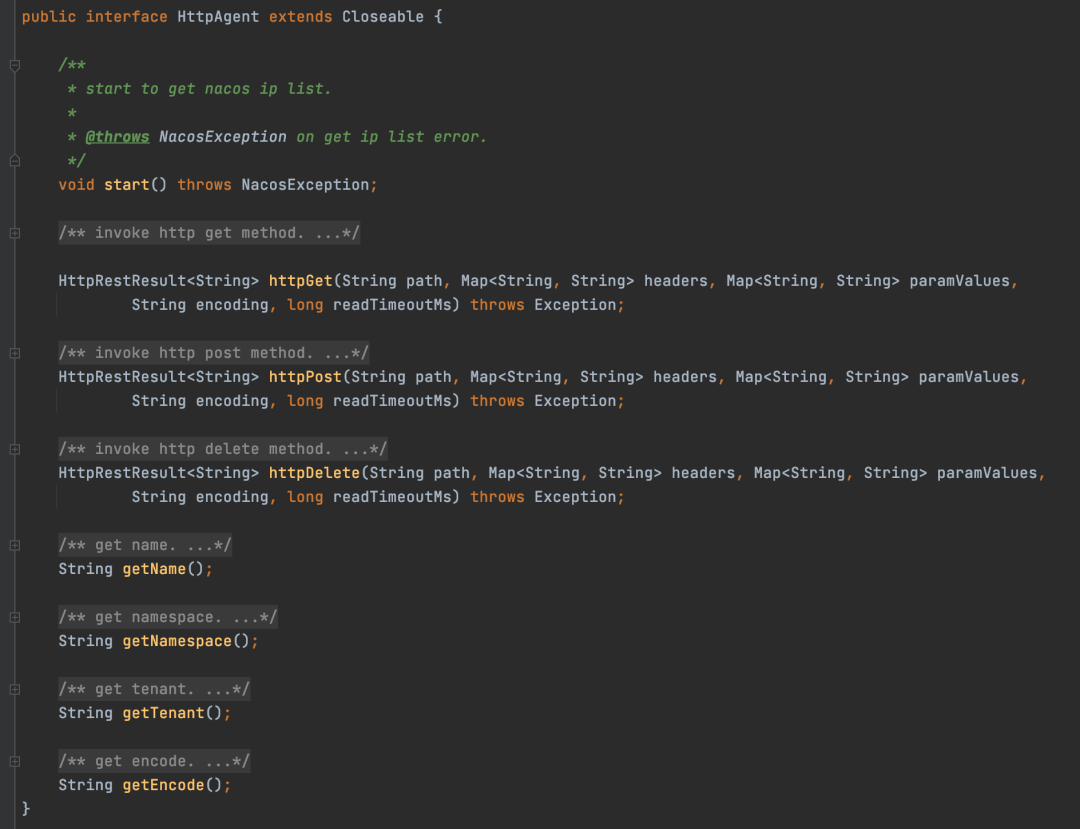 public interface HttpAgent extends Closeable {
/**
* start to get nacos ip list.
*
* @throws NacosException on get ip list error.
*/
void start() throws NacosException;
/** invoke http get method. ...*/
HttpRestResult<String> httpGet(String path, Map<String, String> headers, Map<String, String> paramValues,
String encoding, long readTimeoutMs) throws Exception;
/** invoke http post method. ...*/
HttpRestResult<String> httpPost(String path, Map<String, String> headers, Map<String, String> paramValues,
String encoding, long readTimeoutMs) throws Exception;
/** invoke http delete method. ...*/
HttpRestResult<String> httpDelete(String path, Map<String, String> headers, Map<String, String> paramValues,
String encoding, long readTimeoutMs) throws Exception;
/** get name. ...*/
String getName();
/** get namespace. ...*/
String getNamespace();
/** get tenant. ...*/
String getTenant();
/** get encode. ...*/
String getEncode();
}